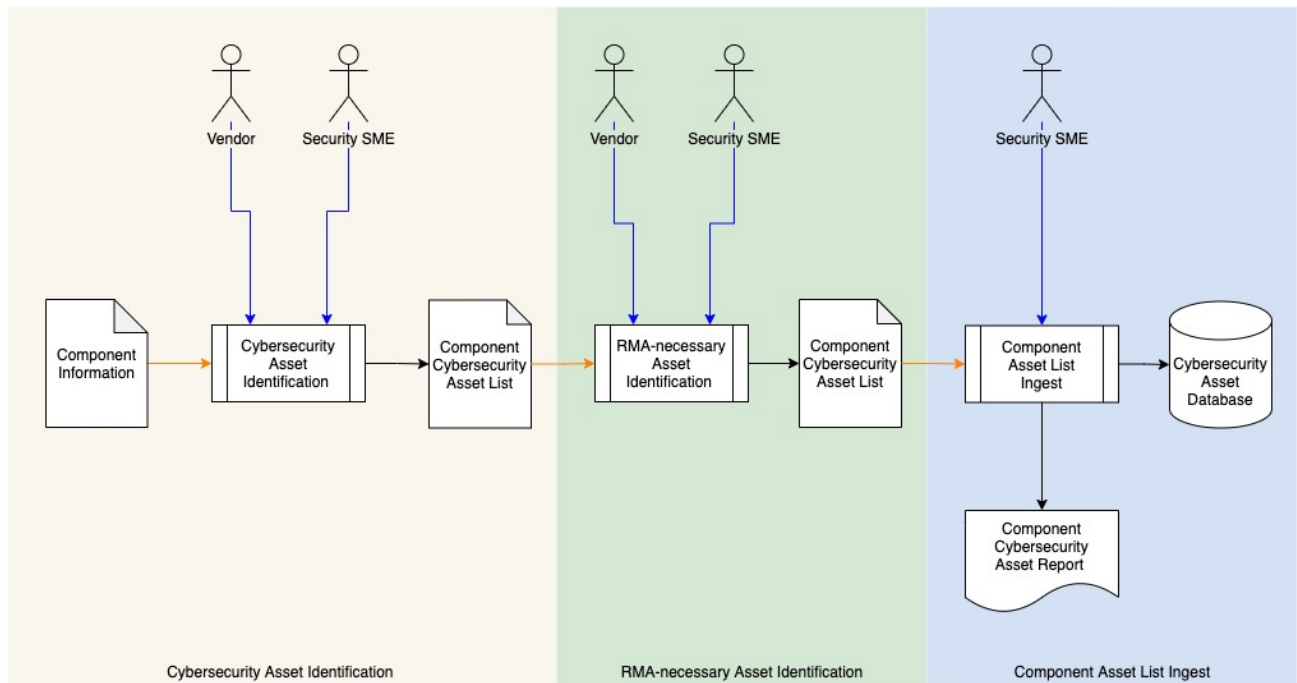 Vendor
Security SME
Vendor
Security SME
Security SME
Component
Information
Cybersecurity
Asset
Identification
Component
Cybersecurity
Asset List
RMA-necessary
Asset
Identification
Component
Cybersecurity
Asset List
Component
Asset List
Ingest
Cybersecurity
Asset
Database
Component
Cybersecurity
Asset Report
Cybersecurity Asset Identification
RMA-necessary Asset Identification
Component Asset List Ingest